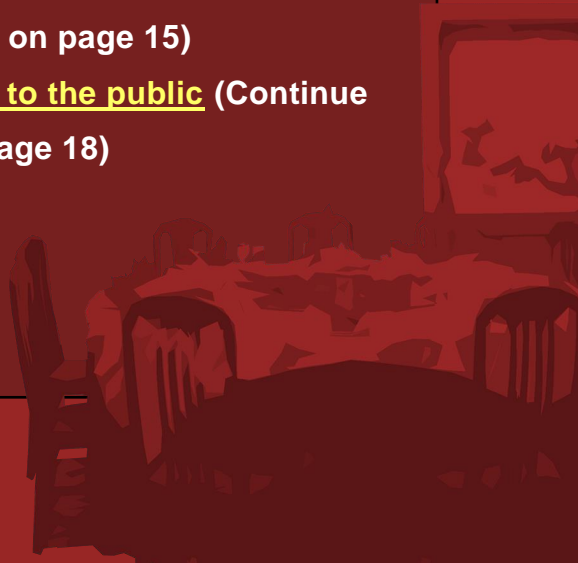 on page 15)
to the public (Continue
age 18)